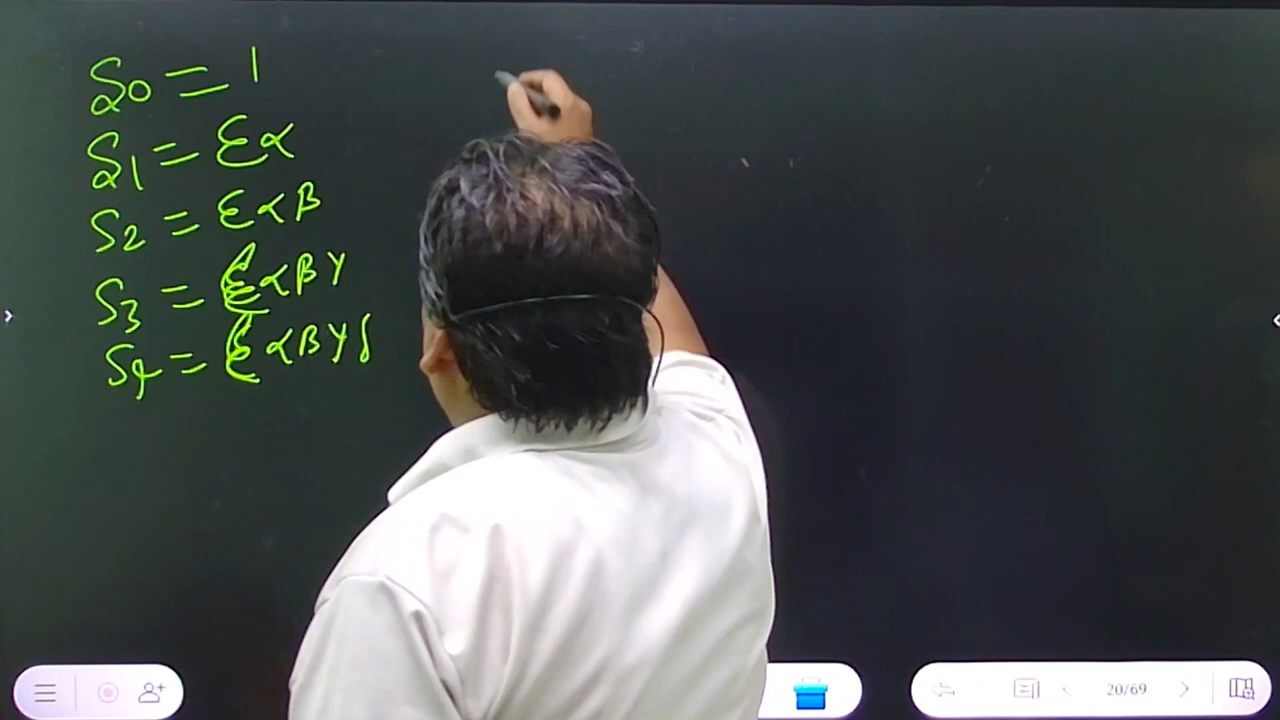 S0 = 1
S1 = Σα
S2 = Σαβ
S3 = Σαβγ
S4 = Σαβγδ
20/69